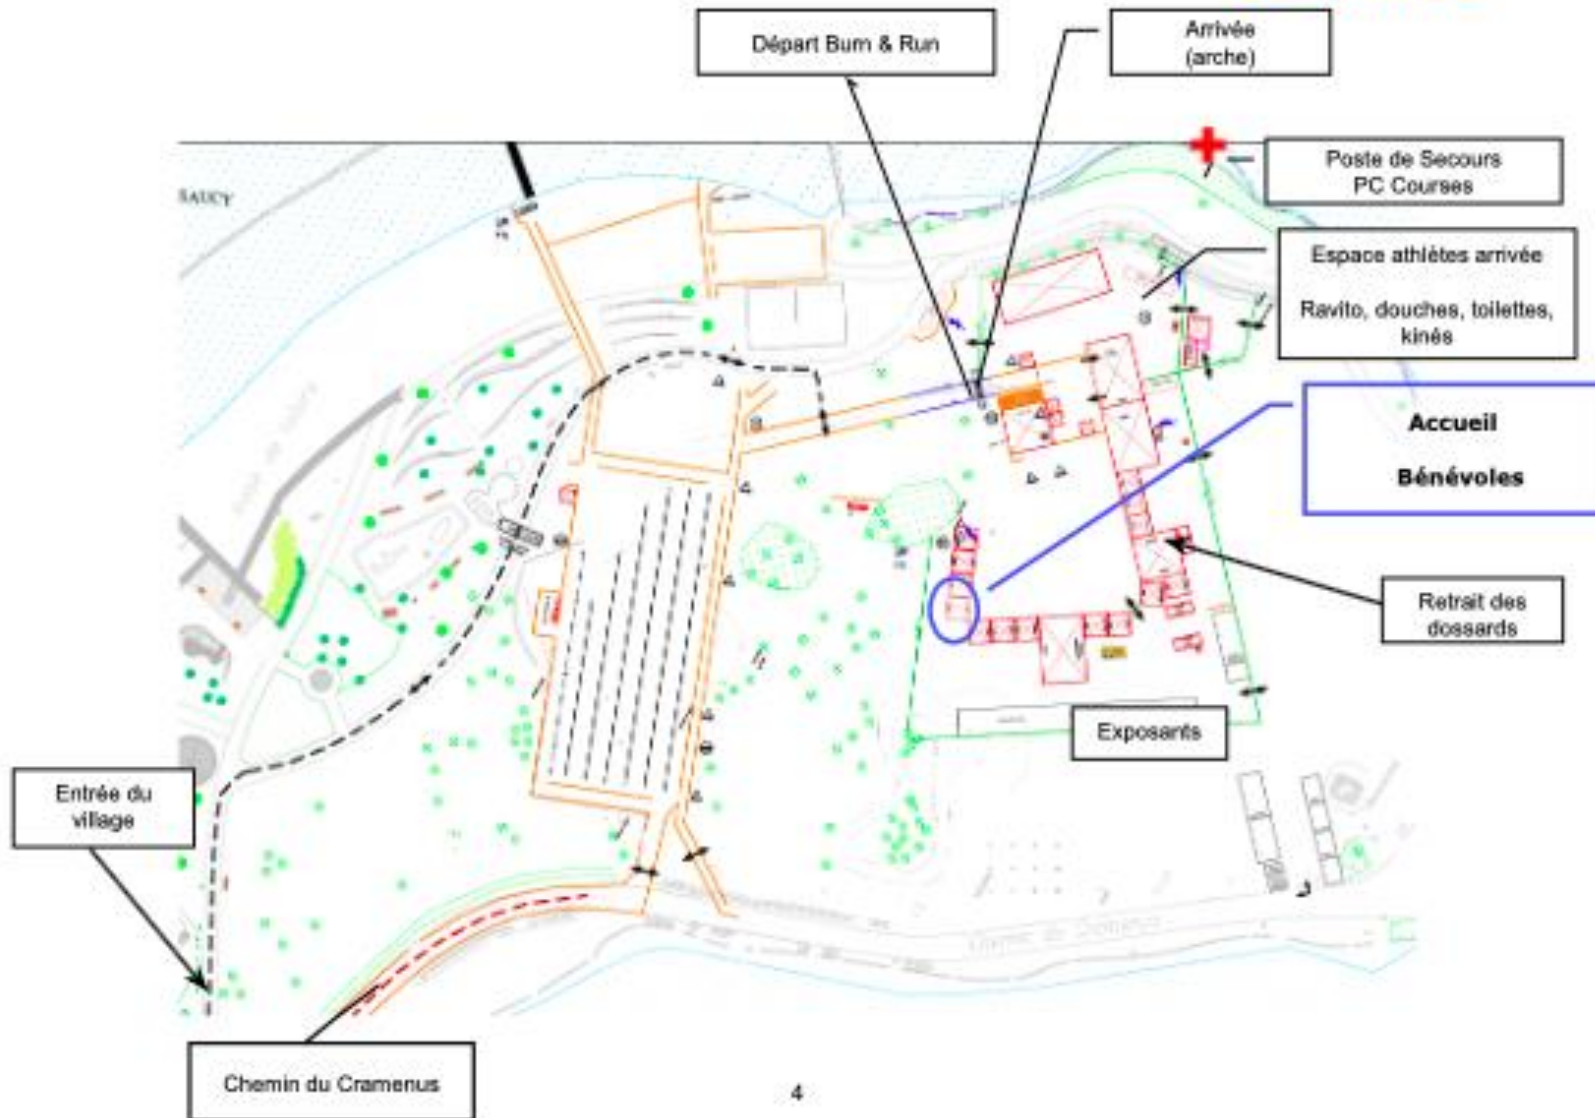 Départ Burn & Run
Arrivée
(arche)
Poste de Secours
PC Courses
SAUCY
Espace athlètes arrivée
Ravito, douches, toilettes,
kinés
Accueil
Bénévoles
Retrait des
dossards
Exposants
Entrée du
village
Chemin du Cramenus
4